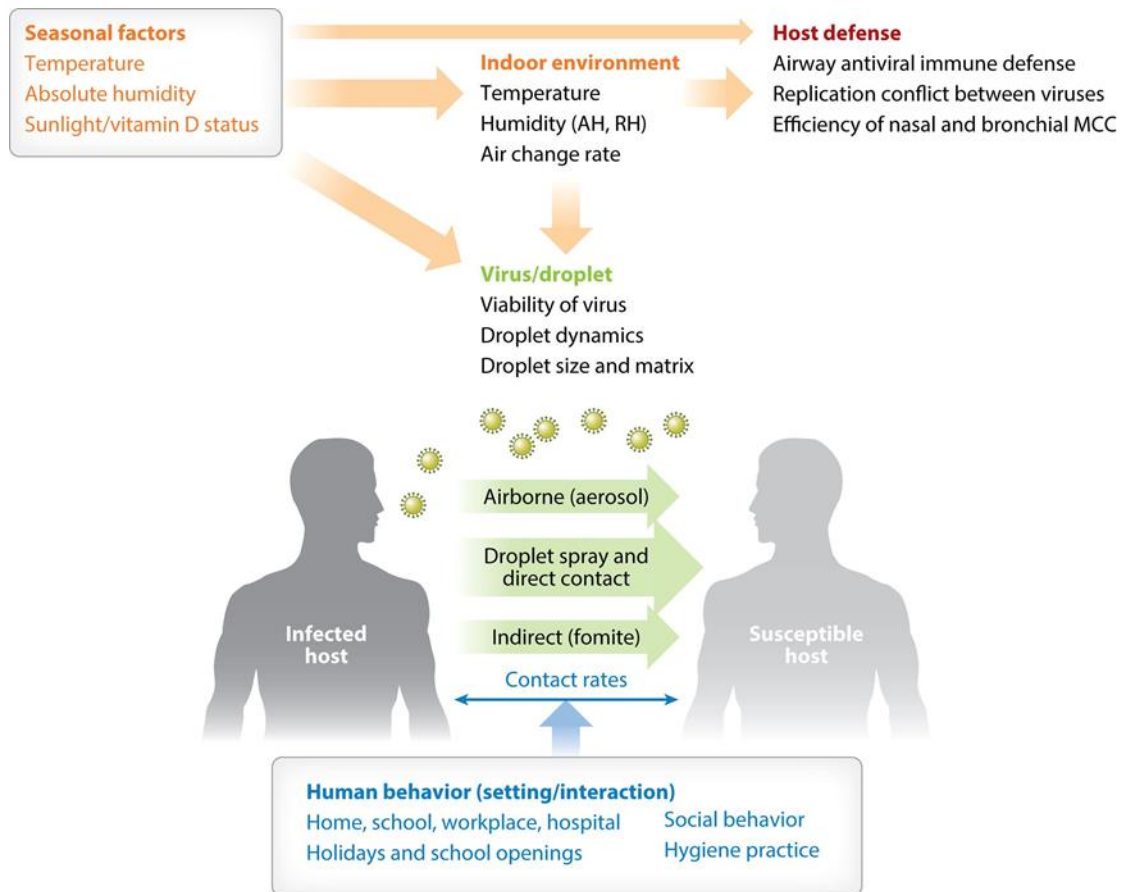 Seasonal factors
Temperature
Absolute humidity
Sunlight/vitamin D status
Indoor environment
Temperature
Humidity (AH, RH)
Air change rate
Host defense
Airway antiviral immune defense
Replication conflict between viruses
Efficiency of nasal and bronchial MCC
Virus/droplet
Viability of virus
Droplet dynamics
Droplet size and matrix
Infected
host
Airborne (aerosol)
Droplet spray and
direct contact
Indirect (fomite)
Contact rates
Susceptible
host
Human behavior (setting/interaction)
Home, school, workplace, hospital
Holidays and school openings
Social behavior
Hygiene practice